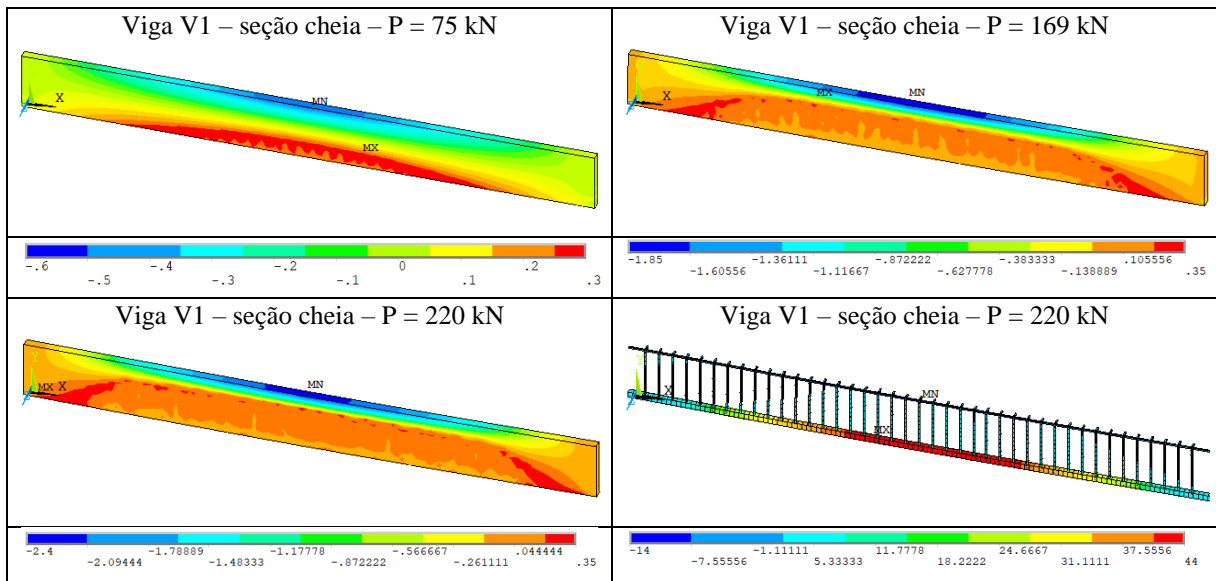 Viga V1 – seção cheia – P = 75 kN
MN
X
MX
-.6 -.4 -.2 0 .1 .2 .3
-.5 -.3 -.1
Viga V1 – seção cheia – P = 169 kN
MX MN
X
-1.85 -1.36111 -.872222 -.383333 .105556
-1.60556 -1.11667 -.627778 -.138889 .35
Viga V1 – seção cheia – P = 220 kN
Y
MN
MX X
-2.4 -1.78889 -1.17778 -.566667 .044444
-2.09444 -1.48333 -.872222 -.261111 .35
Viga V1 – seção cheia – P = 220 kN
Y
MN
X
MX
-14 -1.11111 11.7778 24.6667 37.5556
-7.55556 5.33333 18.2222 31.1111 44